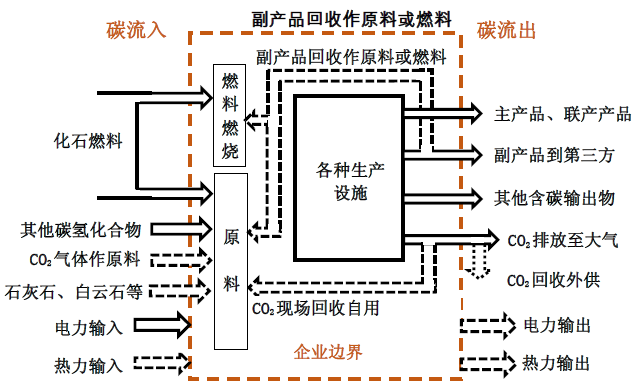 副产品回收作原料或燃料
碳流入
碳流出
副产品回收作原料或燃料
燃料燃烧
化石燃料
各种生产
设施
主产品、联产产品
副产品到第三方
其他含碳输出物
其他碳氢化合物
原料
CO₂排放至大气
CO₂气体作原料
CO₂回收外供
石灰石、白云石等
CO₂现场回收自用
电力输入
电力输出
企业边界
热力输入
热力输出